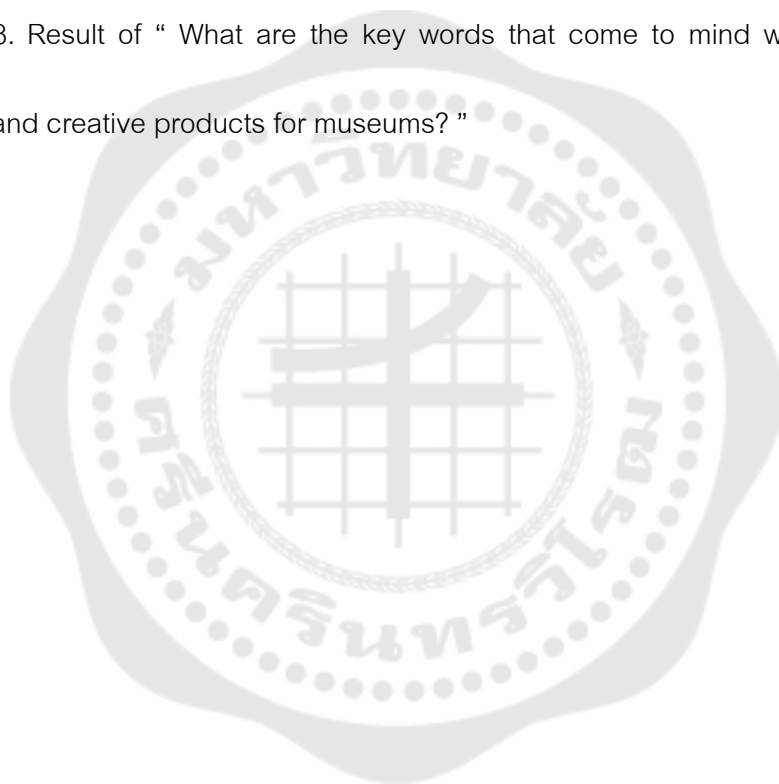 3. Result of “ What are the key words that come to mind w
and creative products for museums? ”
มหาวิทยาลัย
ศรีนครินทรวิโรฒ